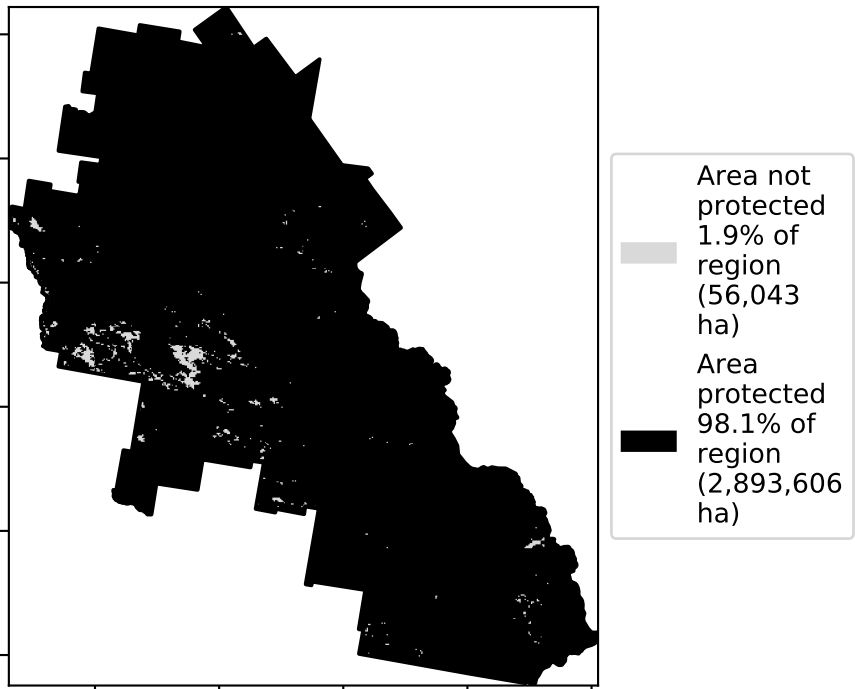 Area not
protected
1.9% of
region
(56,043
ha)
Area
protected
98.1% of
region
(2,893,606
ha)